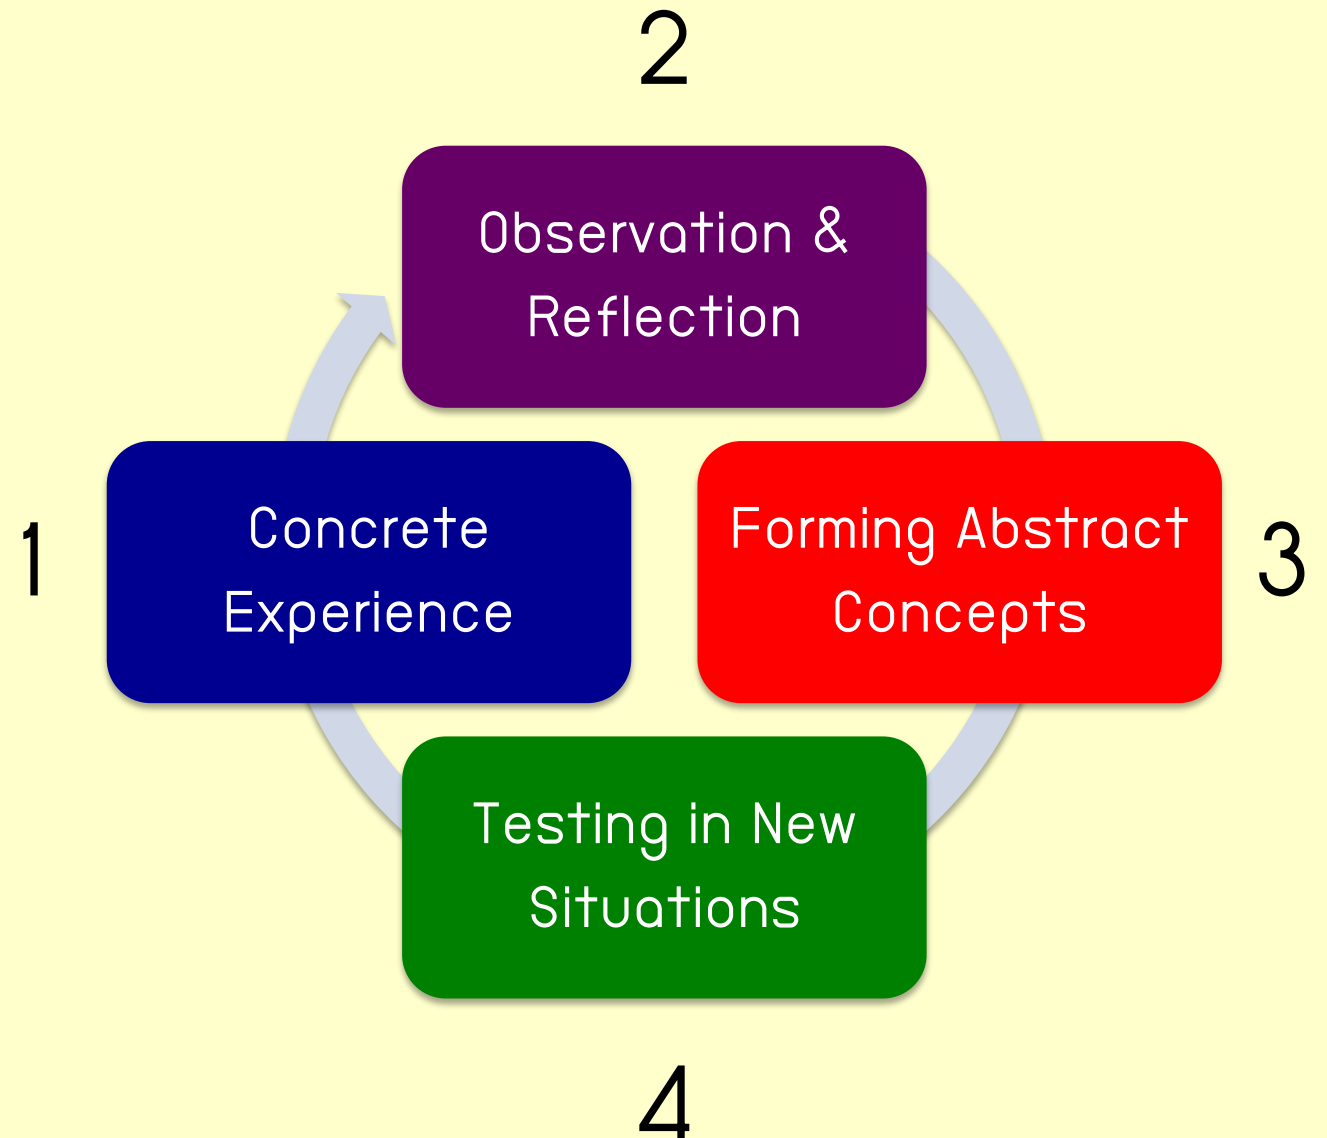 2
Observation &
Reflection
1
Concrete
Experience
Forming Abstract
Concepts
3
Testing in New
Situations
4